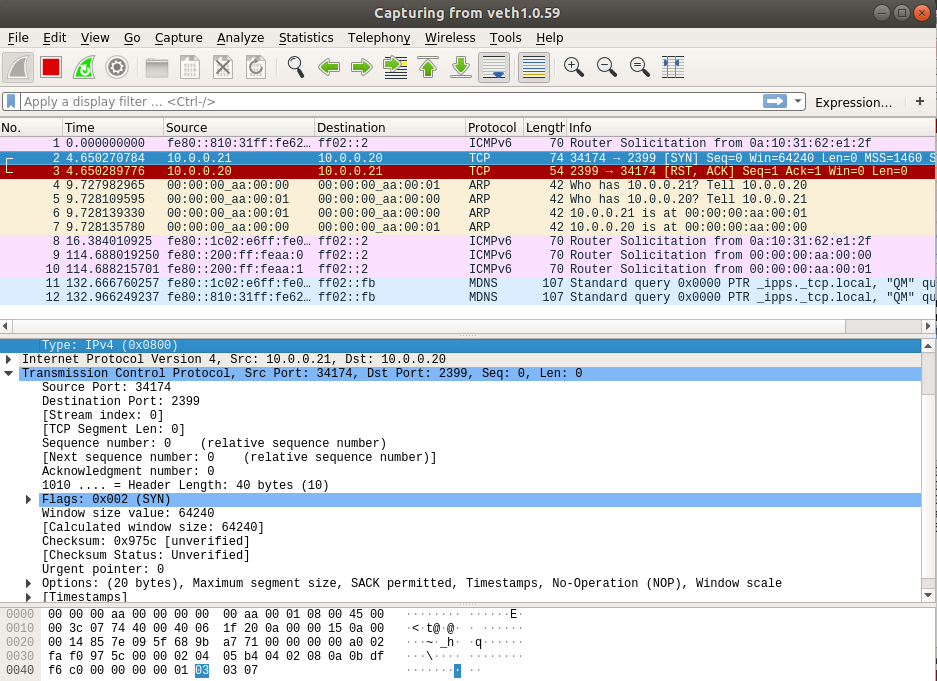 Capturing from veth1.0.59
File Edit View Go Capture Analyze Statistics Telephony Wireless Tools Help
Apply a display filter ... <Ctrl-/> Expression... +
No. Time Source Destination Protocol Length Info
1 0.000000000 fe80::810:31ff:fe62… ff02::2 ICMPv6 70 Router Solicitation from 0a:10:31:62:e1:2f
2 4.650270784 10.0.0.21 10.0.0.20 TCP 74 34174 → 2399 [SYN] Seq=0 Win=64240 Len=0 MSS=1460 S
3 4.650289776 10.0.0.20 10.0.0.21 TCP 54 2399 → 34174 [RST, ACK] Seq=1 Ack=1 Win=0 Len=0
4 9.727982965 00:00:00_aa:00:00 00:00:00_aa:00:01 ARP 42 Who has 10.0.0.21? Tell 10.0.0.20
5 9.728109595 00:00:00_aa:00:01 00:00:00_aa:00:00 ARP 42 Who has 10.0.0.20? Tell 10.0.0.21
6 9.728139330 00:00:00_aa:00:01 00:00:00_aa:00:00 ARP 42 10.0.0.21 is at 00:00:00:aa:00:01
7 9.728135780 00:00:00_aa:00:00 00:00:00_aa:00:01 ARP 42 10.0.0.20 is at 00:00:00:aa:00:00
8 16.384010925 fe80::1c02:e6ff:fe0… ff02::2 ICMPv6 70 Router Solicitation from 0a:10:31:62:e1:2f
9 114.688019250 fe80::200:ff:feaa:0 ff02::2 ICMPv6 70 Router Solicitation from 00:00:00:aa:00:00
10 114.688215701 fe80::200:ff:feaa:1 ff02::2 ICMPv6 70 Router Solicitation from 00:00:00:aa:00:01
11 132.666760257 fe80::1c02:e6ff:fe0… ff02::fb MDNS 107 Standard query 0x0000 PTR _ipps._tcp.local, "QM" qu
12 132.966249237 fe80::810:31ff:fe62… ff02::fb MDNS 107 Standard query 0x0000 PTR _ipps._tcp.local, "QM" qu
Type: IPv4 (0x0800)
Internet Protocol Version 4, Src: 10.0.0.21, Dst: 10.0.0.20
Transmission Control Protocol, Src Port: 34174, Dst Port: 2399, Seq: 0, Len: 0
Source Port: 34174
Destination Port: 2399
[Stream index: 0]
[TCP Segment Len: 0]
Sequence number: 0 (relative sequence number)
[Next sequence number: 0 (relative sequence number)]
Acknowledgment number: 0
1010 .... = Header Length: 40 bytes (10)
Flags: 0x002 (SYN)
Window size value: 64240
[Calculated window size: 64240]
Checksum: 0x975c [unverified]
[Checksum Status: Unverified]
Urgent pointer: 0
Options: (20 bytes), Maximum segment size, SACK permitted, Timestamps, No-Operation (NOP), Window scale
[Timestamps]
0000 00 00 00 aa 00 00 00 00 00 aa 00 01 08 00 45 00 ········ ······E·
0010 00 3c 07 74 40 00 40 06 1f 20 0a 00 00 15 0a 00 ·<·t@·@· · ······
0020 00 14 85 7e 09 5f 68 9b a7 71 00 00 00 00 a0 02 ···~·_h· ·q······
0030 fa f0 97 5c 00 00 02 04 05 b4 04 02 08 0a 0b df ···\···· ········
0040 f6 c0 00 00 00 00 01 03 03 07 ········ ··